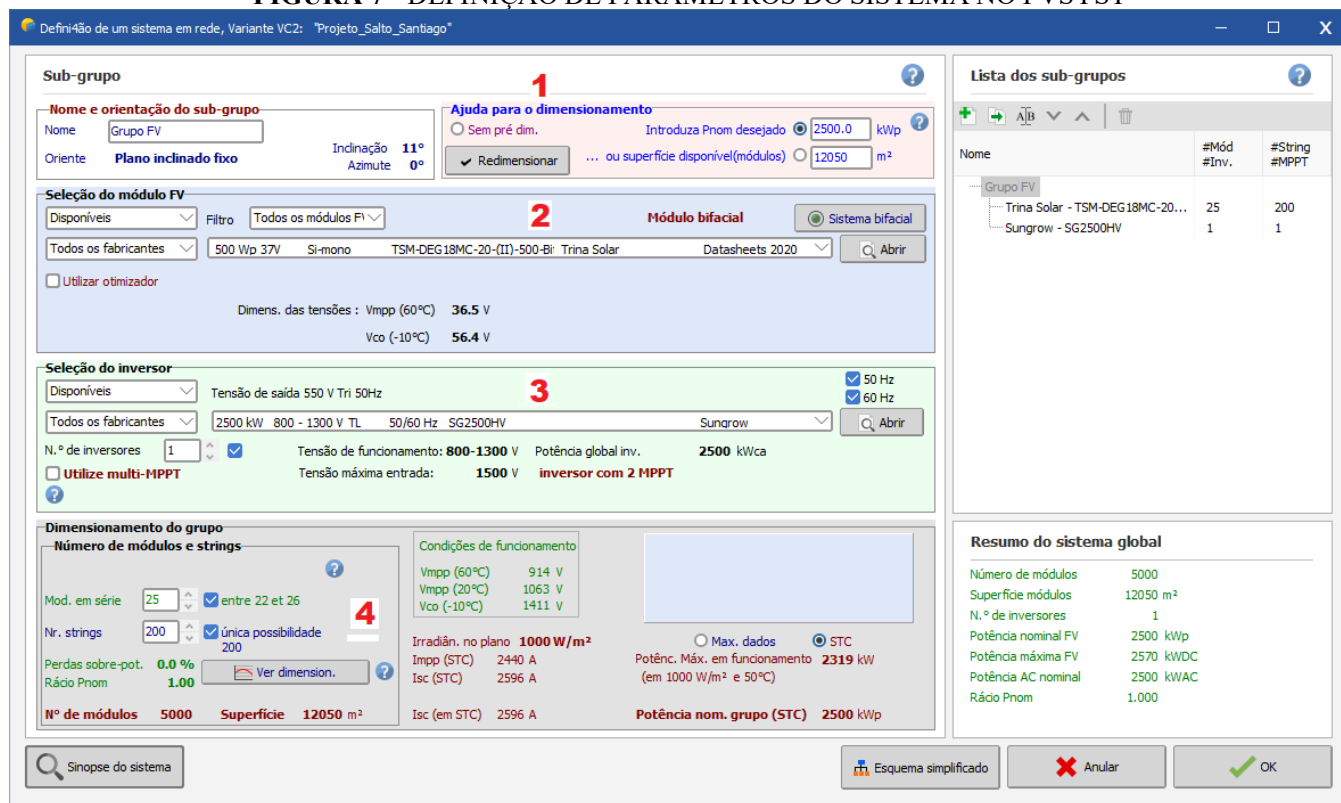 FIGURA 7 - DEFINIÇÃO DE PARÂMETROS DO SISTEMA NO PVSYST
Defini4ão de um sistema em rede, Variante VC2: "Projeto_Salto_Santiago"
Sub-grupo
1
Nome e orientação do sub-grupo
Nome Grupo FV
Oriente Plano inclinado fixo
Inclinação 11°
Azimute 0°
Ajuda para o dimensionamento
Sem pré dim.
Introduza Pnom desejado 2500.0 kWp
Redimensionar
... ou superfície disponível(módulos) 12050 m²
Seleção do módulo FV
Disponíveis Filtro Todos os módulos F\
2
Módulo bifacial Sistema bifacial
Todos os fabricantes 500 Wp 37V Si-mono TSM-DEG18MC-20-(II)-500-Bi Trina Solar Datasheets 2020 Abrir
Utilizar otimizador
Dimens. das tensões : Vmpp (60°C) 36.5 V
Vco (-10°C) 56.4 V
Seleção do inversor
Disponíveis Tensão de saída 550 V Tri 50Hz
3
50 Hz
60 Hz
Todos os fabricantes 2500 kW 800 - 1300 V TL 50/60 Hz SG2500HV Sungrow Abrir
N.º de inversores 1 Tensão de funcionamento: 800-1300 V Potência global inv. 2500 kWca
Utilize multi-MPPT Tensão máxima entrada: 1500 V inversor com 2 MPPT
Dimensionamento do grupo
Número de módulos e strings
Mod. em série 25 entre 22 et 26
4
Nr. strings 200 única possibilidade
200
Perdas sobre-pot. 0.0 %
Rácio Pnom 1.00
Ver dimension.
Nº de módulos 5000 Superfície 12050 m²
Condições de funcionamento
Vmpp (60°C) 914 V
Vmpp (20°C) 1063 V
Vco (-10°C) 1411 V
Irradiân. no plano 1000 W/m²
Impp (STC) 2440 A
Isc (STC) 2596 A
Isc (em STC) 2596 A
Max. dados STC
Potênc. Máx. em funcionamento 2319 kW
(em 1000 W/m² e 50°C)
Potência nom. grupo (STC) 2500 kWp
Lista dos sub-grupos
Nome
#Mód #String
#Inv. #MPPT
Grupo FV
Trina Solar - TSM-DEG18MC-20... 25 200
Sungrow - SG2500HV 1 1
Resumo do sistema global
Número de módulos 5000
Superfície módulos 12050 m²
N.º de inversores 1
Potência nominal FV 2500 kWp
Potência máxima FV 2570 kWDC
Potência AC nominal 2500 kWAC
Rácio Pnom 1.000
Sinopse do sistema
Esquema simplificado
Anular
OK